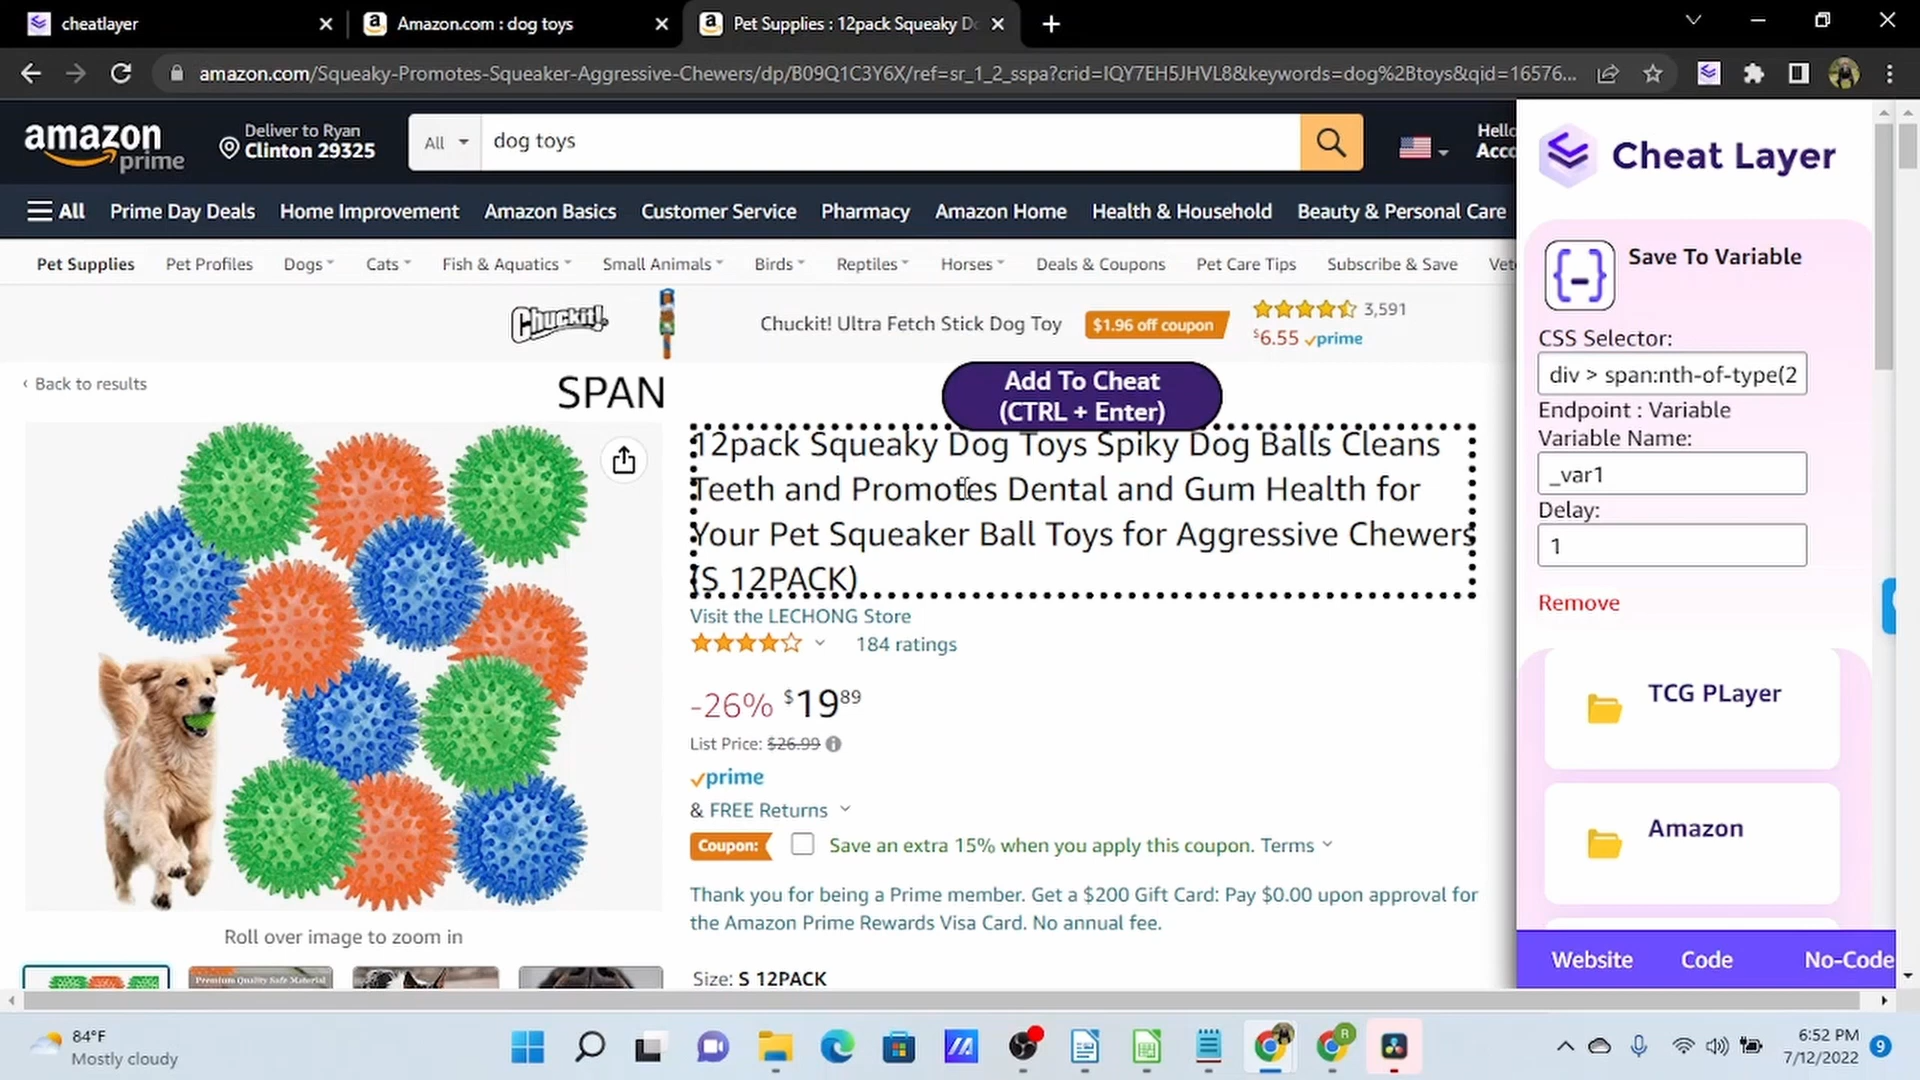 cheatlayer
Amazon.com : dog toys
Pet Supplies : 12pack Squeaky Do
amazon.com/Squeaky-Promotes-Squeaker-Aggressive-Chewers/dp/B09Q1C3Y6X/ref=sr_1_2_sspa?crid=IQY7EH5JHVL8&keywords=dog%2Btoys&qid=16576...
amazon
prime
Deliver to Ryan
Clinton 29325
All
dog toys
Hello
Acco
All
Prime Day Deals
Home Improvement
Amazon Basics
Customer Service
Pharmacy
Amazon Home
Health & Household
Beauty & Personal Care
Pet Supplies
Pet Profiles
Dogs
Cats
Fish & Aquatics
Small Animals
Birds
Reptiles
Horses
Deals & Coupons
Pet Care Tips
Subscribe & Save
Vet
Chuckit!
Chuckit! Ultra Fetch Stick Dog Toy
$1.96 off coupon
3,591
$6.55 prime
‹ Back to results
SPAN
Add To Cheat
(CTRL + Enter)
12pack Squeaky Dog Toys Spiky Dog Balls Cleans
Teeth and Promotes Dental and Gum Health for
Your Pet Squeaker Ball Toys for Aggressive Chewers
(S 12PACK)
Visit the LECHONG Store
184 ratings
-26% $19 89
List Price: $26.99
prime
& FREE Returns
Coupon:
Save an extra 15% when you apply this coupon. Terms
Thank you for being a Prime member. Get a $200 Gift Card: Pay $0.00 upon approval for
the Amazon Prime Rewards Visa Card. No annual fee.
Size: S 12PACK
Roll over image to zoom in
Premium Quality Safe Material
Cheat Layer
Save To Variable
CSS Selector:
div > span:nth-of-type(2
Endpoint : Variable
Variable Name:
_var1
Delay:
1
Remove
TCG PLayer
Amazon
Website
Code
No-Code
84°F
Mostly cloudy
R
6:52 PM
7/12/2022
9